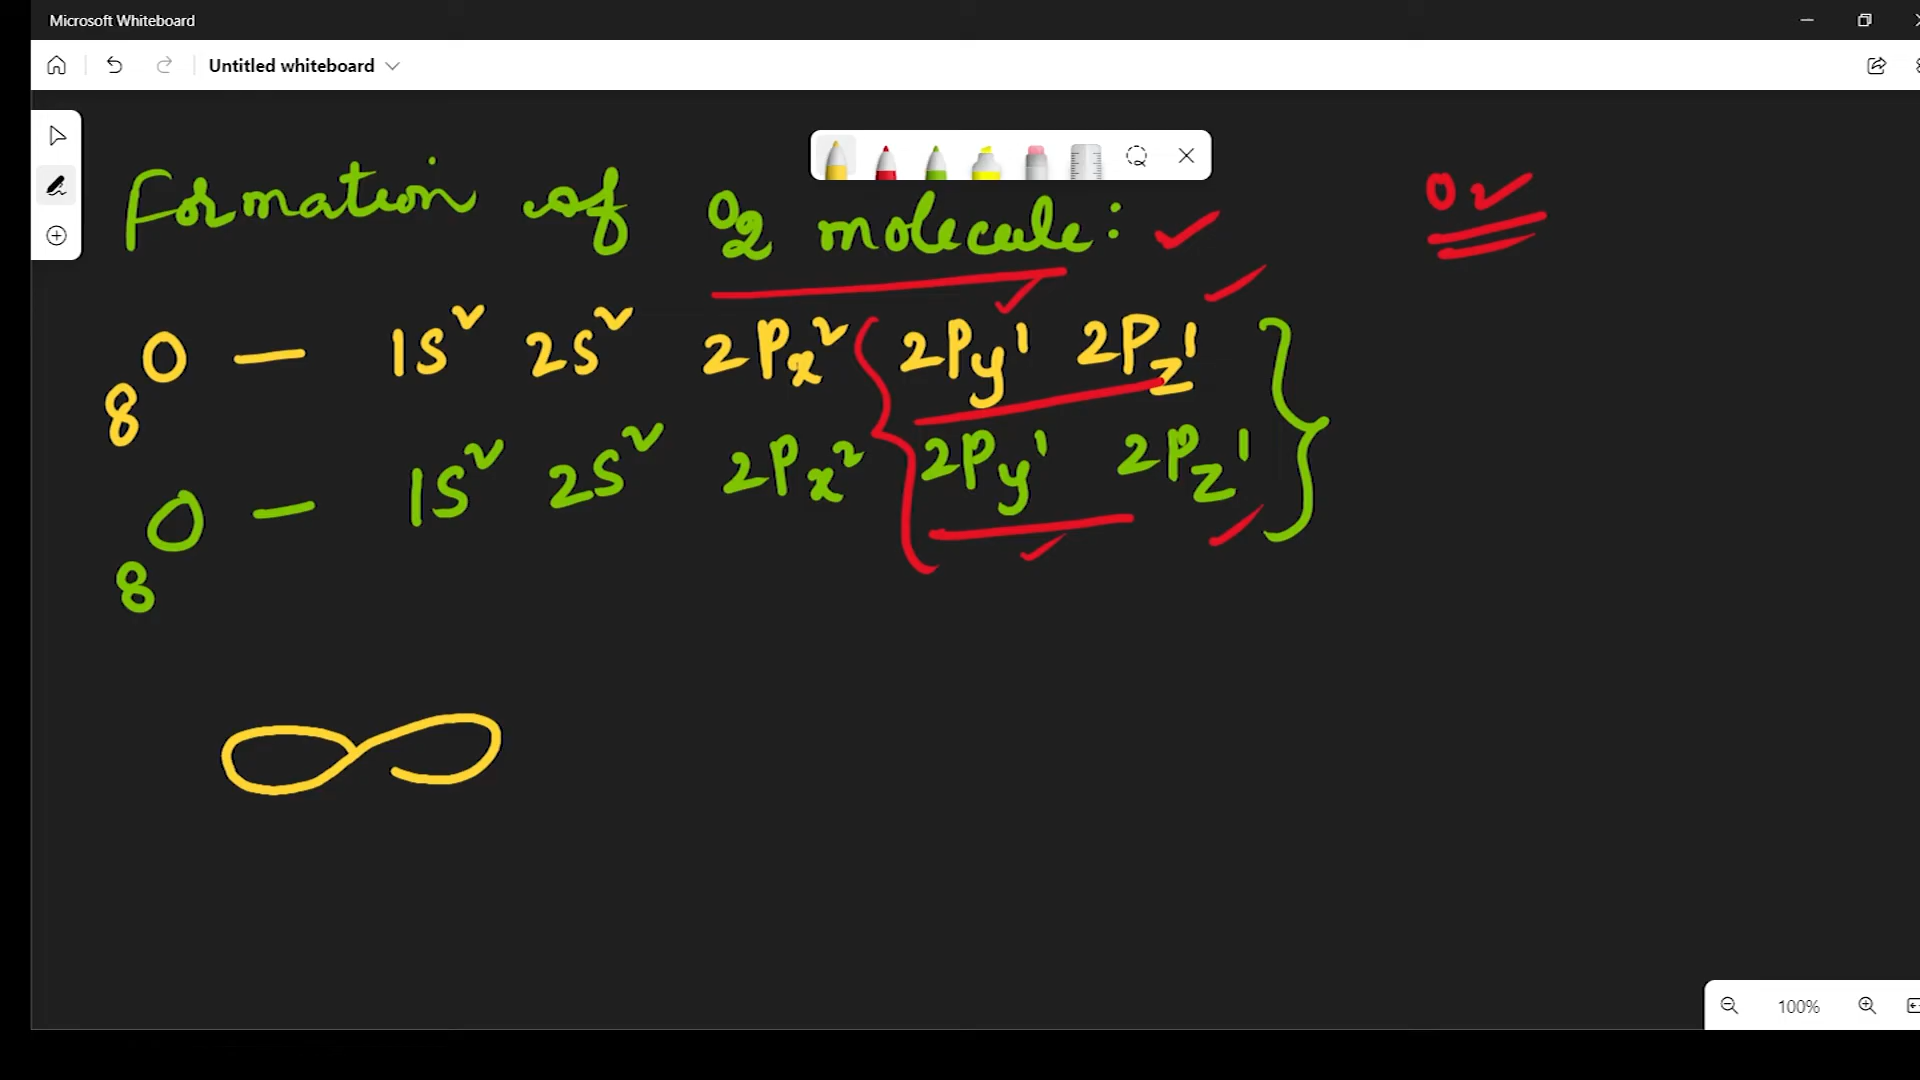 Microsoft Whiteboard
Untitled whiteboard
Formation of O₂ molecule:
O₂
₈O — 1s² 2s² 2Px² 2Py¹ 2Pz¹
₈O — 1s² 2s² 2Px² 2Py¹ 2Pz¹
100%